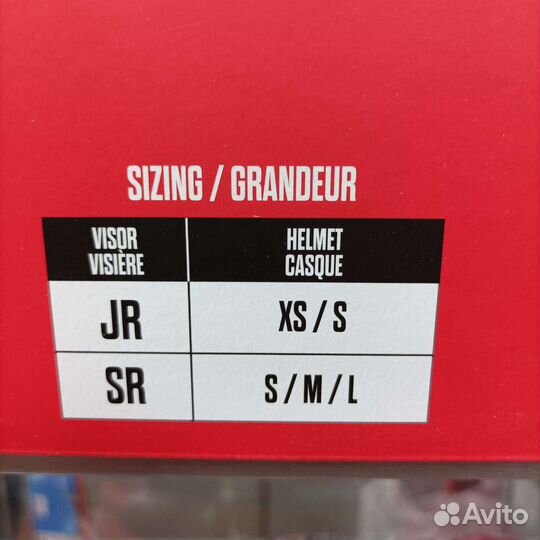 SIZING / GRANDEUR
VISOR HELMET
VISIÈRE CASQUE
JR XS / S
SR S / M / L
Avito